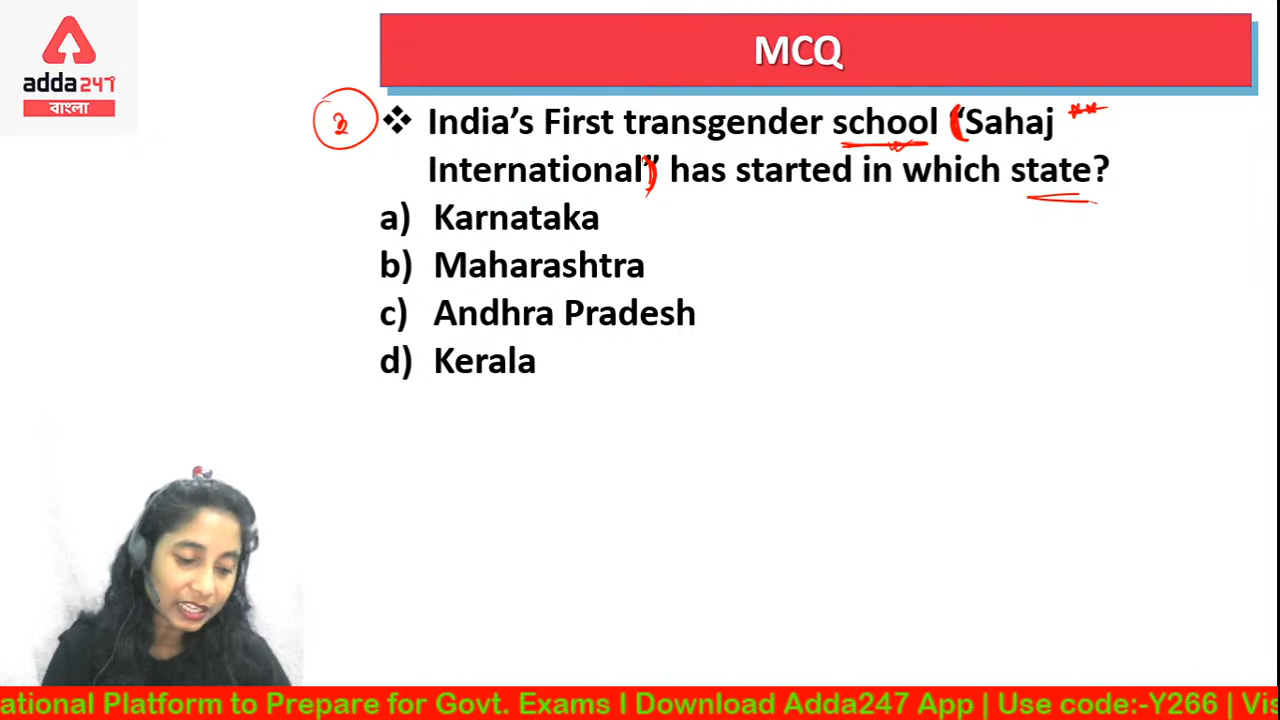 MCQ
adda247
বাংলা
❖ India's First transgender school "Sahaj
International" has started in which state?
a) Karnataka
b) Maharashtra
c) Andhra Pradesh
d) Kerala
ational Platform to Prepare for Govt. Exams I Download Adda247 App | Use code:-Y266 | Vis